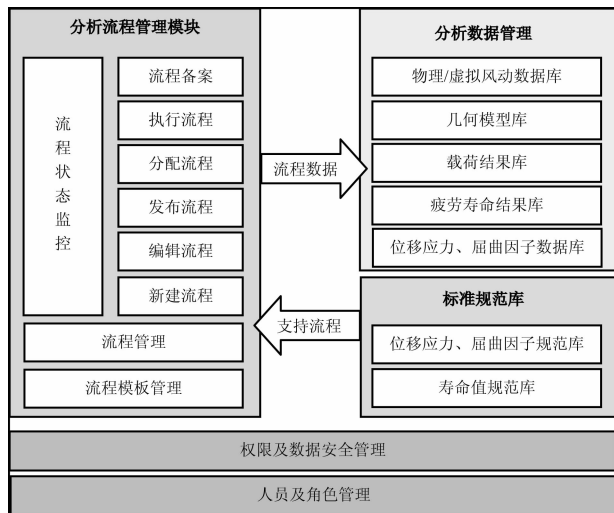 分析流程管理模块
流程状态监控
流程备案
执行流程
分配流程
发布流程
编辑流程
新建流程
流程管理
流程模板管理
流程数据
支持流程
分析数据管理
物理/虚拟风动数据库
几何模型库
载荷结果库
疲劳寿命结果库
位移应力、屈曲因子数据库
标准规范库
位移应力、屈曲因子规范库
寿命值规范库
权限及数据安全管理
人员及角色管理